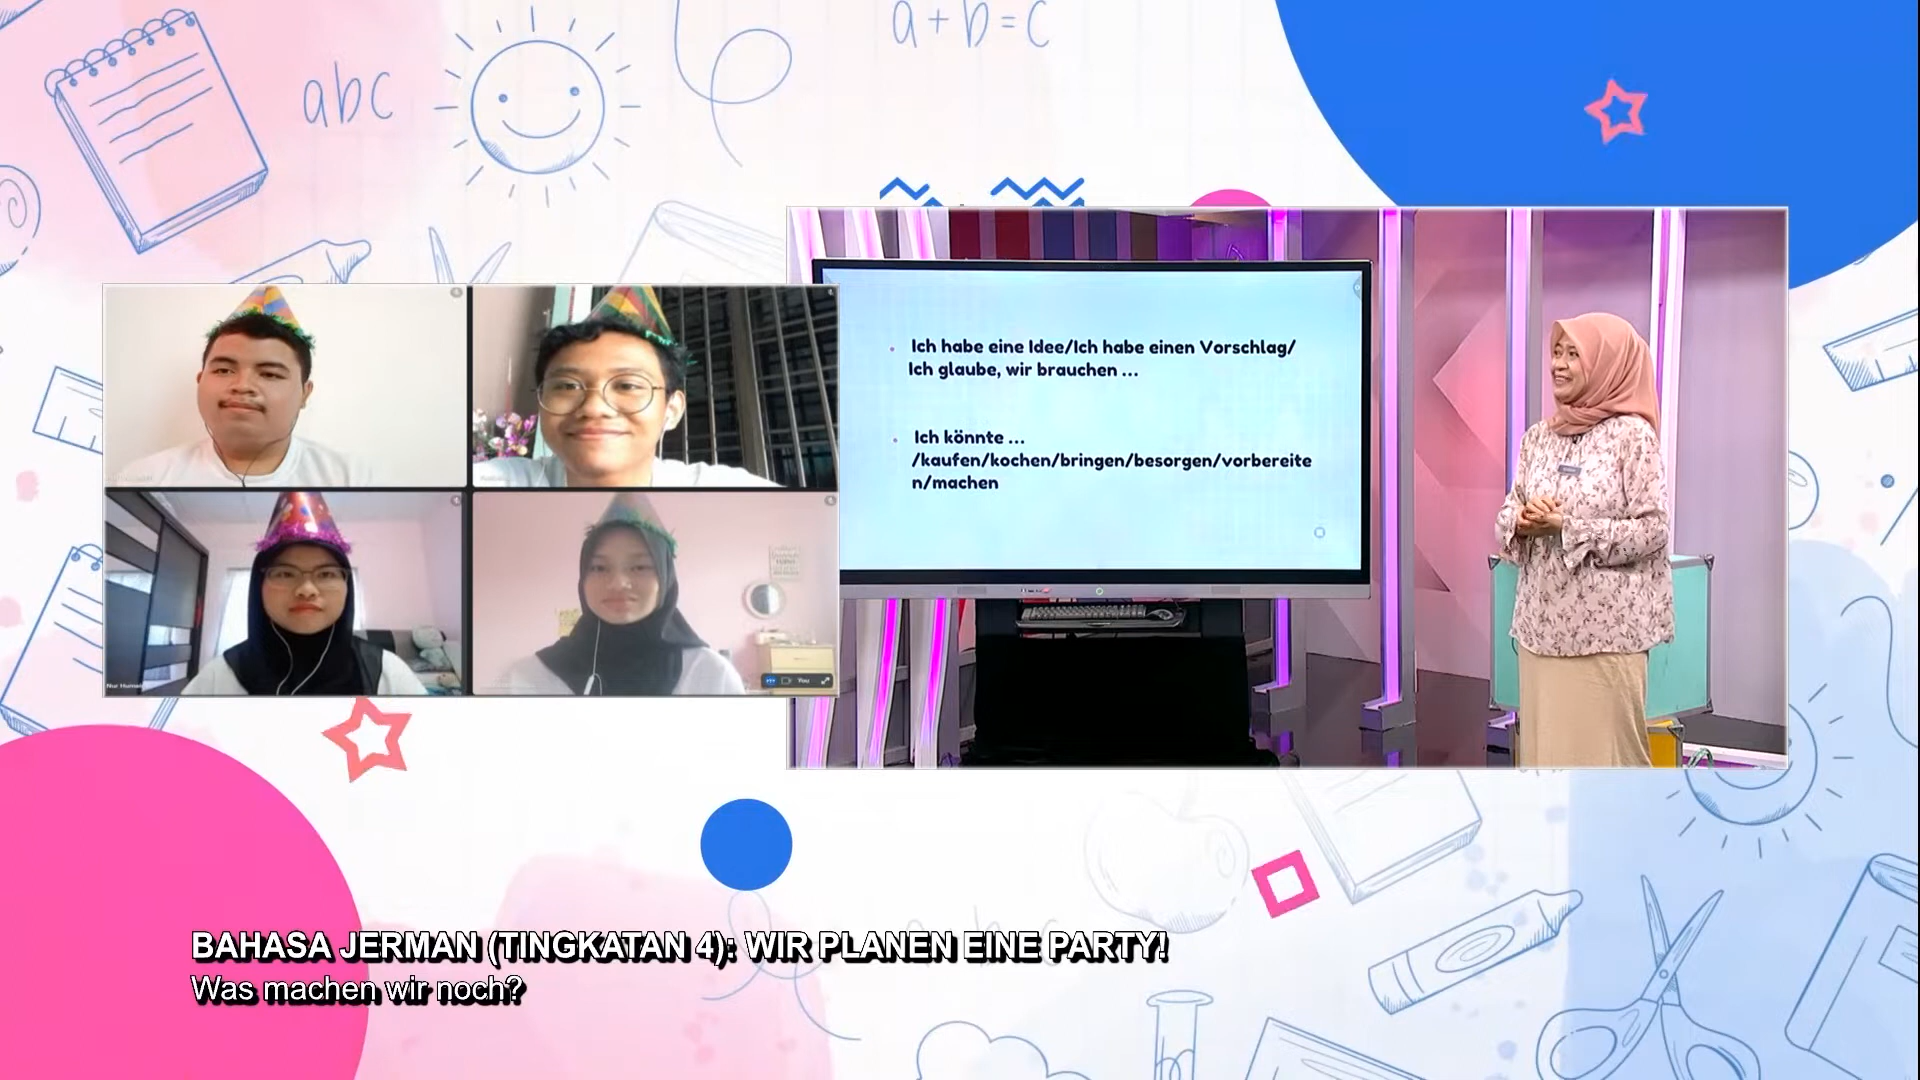 a+b=c
abc
Ich habe eine Idee/Ich habe einen Vorschlag/
Ich glaube, wir brauchen ...
Ich könnte ...
/kaufen/kochen/bringen/besorgen/vorbereite
n/machen
You
BAHASA JERMAN (TINGKATAN 4): WIR PLANEN EINE PARTY!
Was machen wir noch?